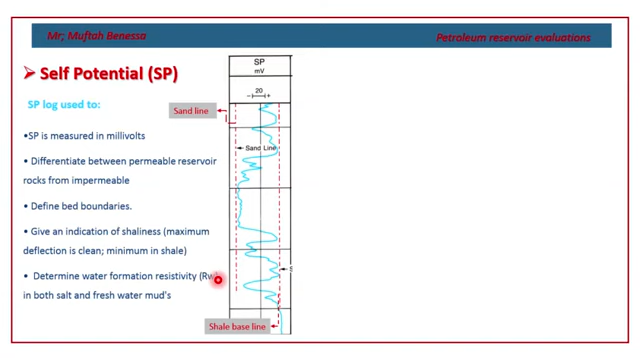 Mr; Muftah Benessa
Petroleum reservoir evaluations
➢ Self Potential (SP)
SP log used to:
•SP is measured in millivolts
• Differentiate between permeable reservoir
rocks from impermeable
• Define bed boundaries.
• Give an indication of shaliness (maximum
deflection is clean; minimum in shale)
• Determine water formation resistivity (Rw
in both salt and fresh water mud's
SP
mV
20
- +
Sand line
Sand Line
S
Shale base line